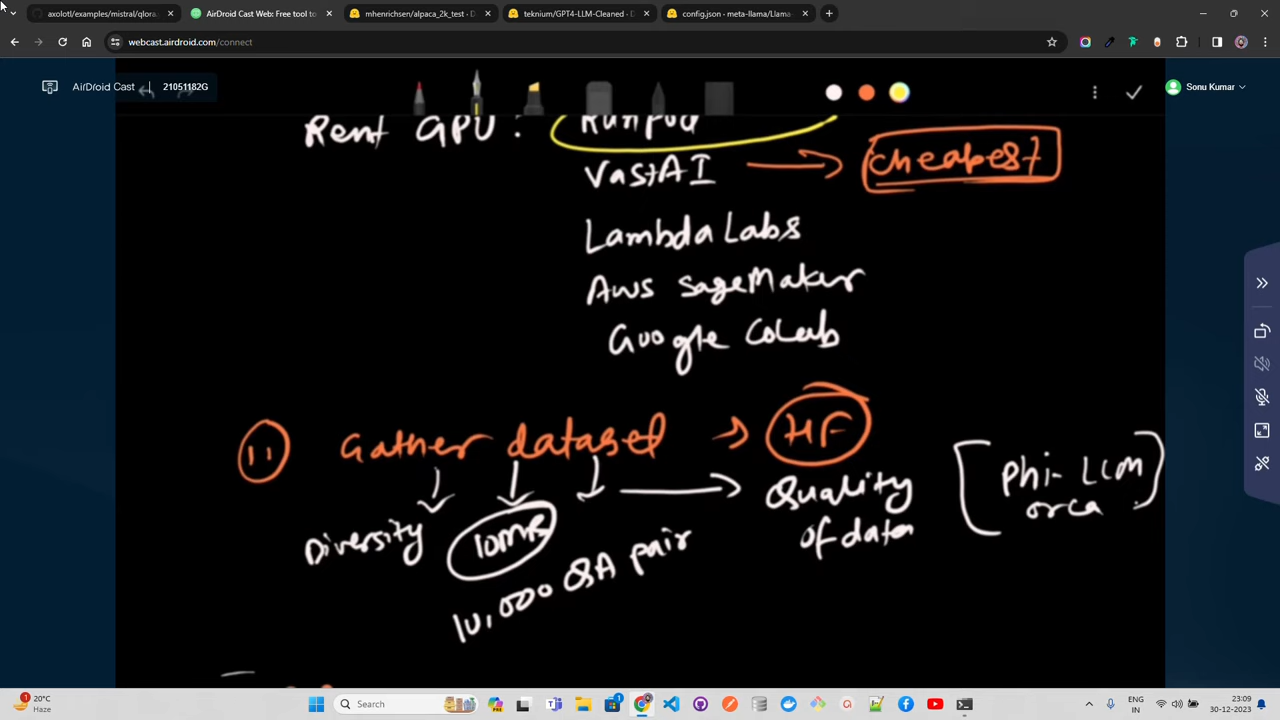 axolotl/examples/mistral/qlora.
AirDroid Cast Web: Free tool to
mhenrichsen/alpaca_2k_test · D
teknium/GPT4-LLM-Cleaned · D
config.json · meta-llama/Llama-
webcast.airdroid.com/connect
AirDroid Cast | 21051182G
Sonu Kumar
Rent GPU : Runpod
VastAI → cheapest
Lambda Labs
Aws sageMaker
Google Colab
11 Gather dataset → HF
Diversity 10MB → Quality of data [Phi-LLM orca]
10,000 Q&A pair
1
20°C
Haze
Search
1
ENG
IN
23:09
30-12-2023